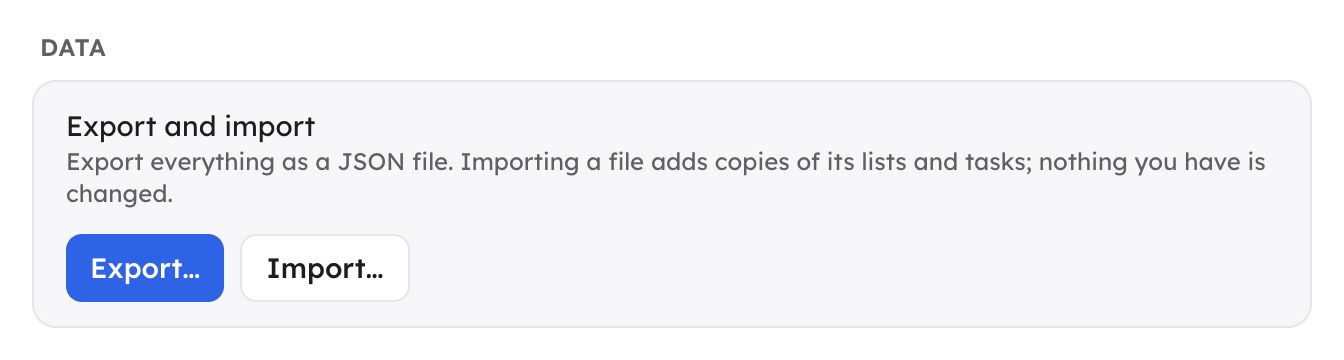 DATA
Export and import
Export everything as a JSON file. Importing a file adds copies of its lists and tasks; nothing you have is
changed.
Export...
Import...